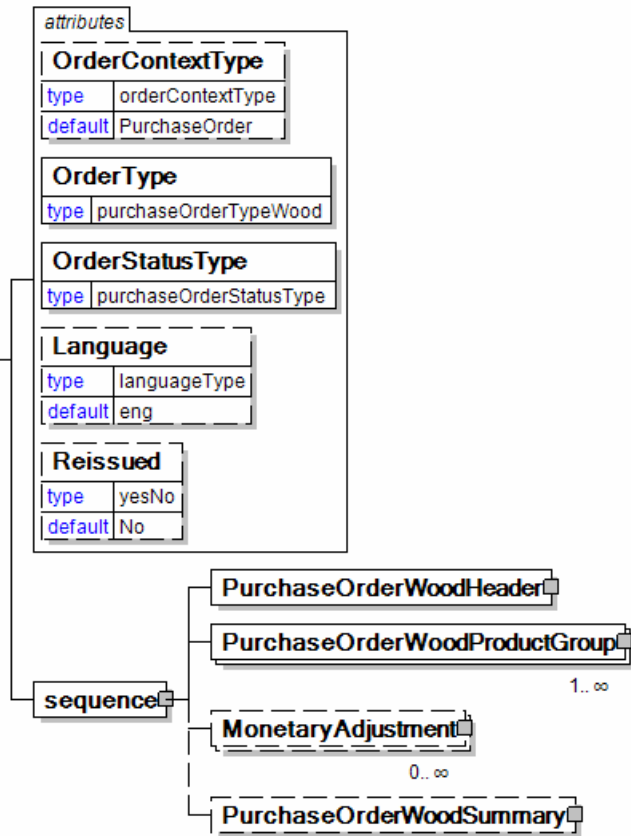 attributes
OrderContextType
type orderContextType
default PurchaseOrder
OrderType
type purchaseOrderTypeWood
OrderStatusType
type purchaseOrderStatusType
Language
type languageType
default eng
Reissued
type yesNo
default No
PurchaseOrderWoodHeader
PurchaseOrderWoodProductGroup
1.. ∞
sequence
MonetaryAdjustment
0.. ∞
PurchaseOrderWoodSummary